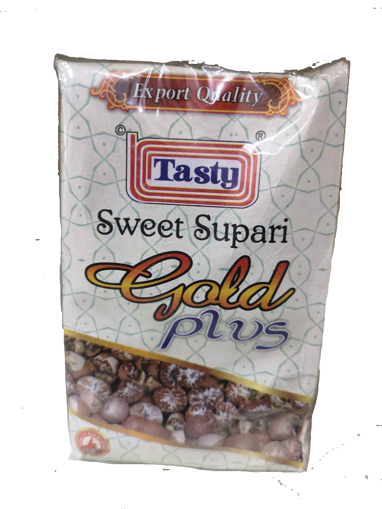 Export Quality
© ®
Tasty
Sweet Supari
Gold
plus